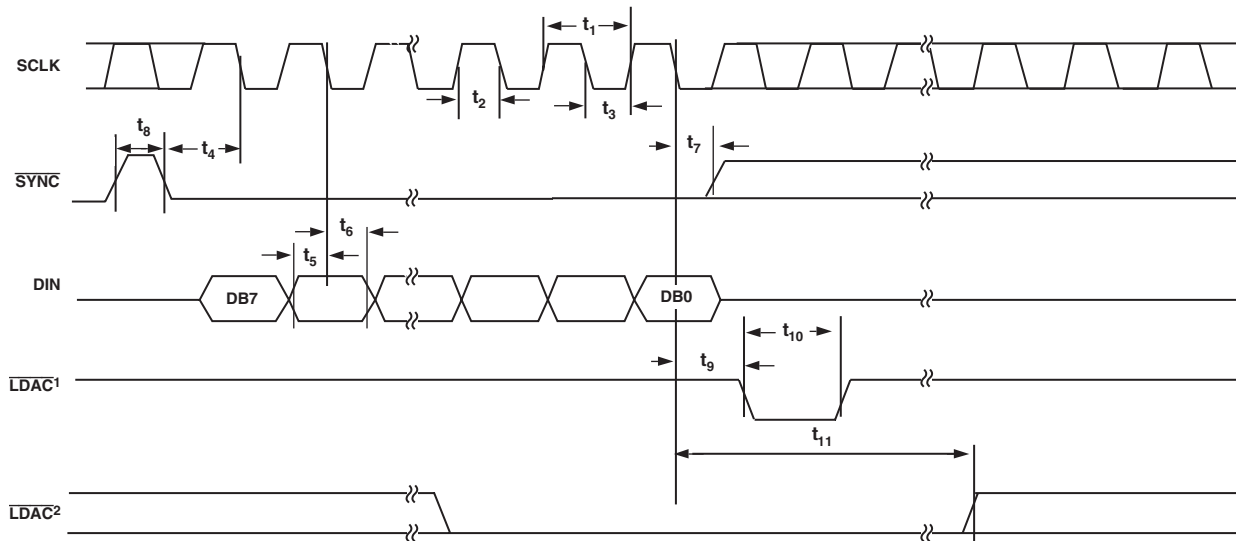 t1
SCLK
t2
t3
t8
t4
t7
SYNC
t6
t5
DIN
DB7
DB0
t10
t9
LDAC1
t11
LDAC2